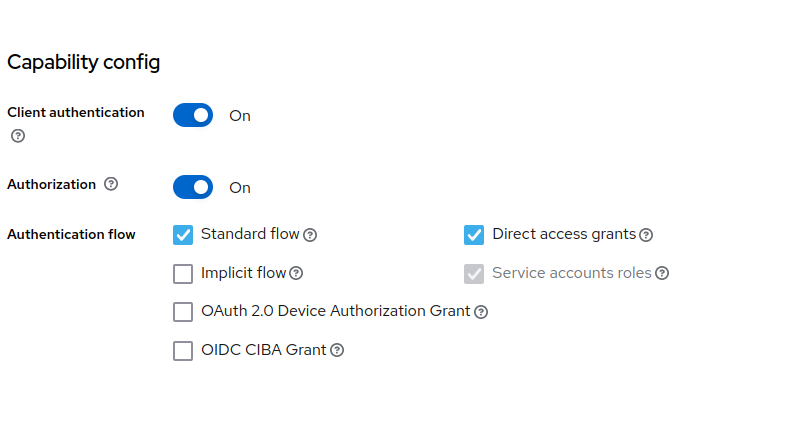 Capability config
Client authentication
On
Authorization
On
Authentication flow
Standard flow
Direct access grants
Implicit flow
Service accounts roles
OAuth 2.0 Device Authorization Grant
OIDC CIBA Grant